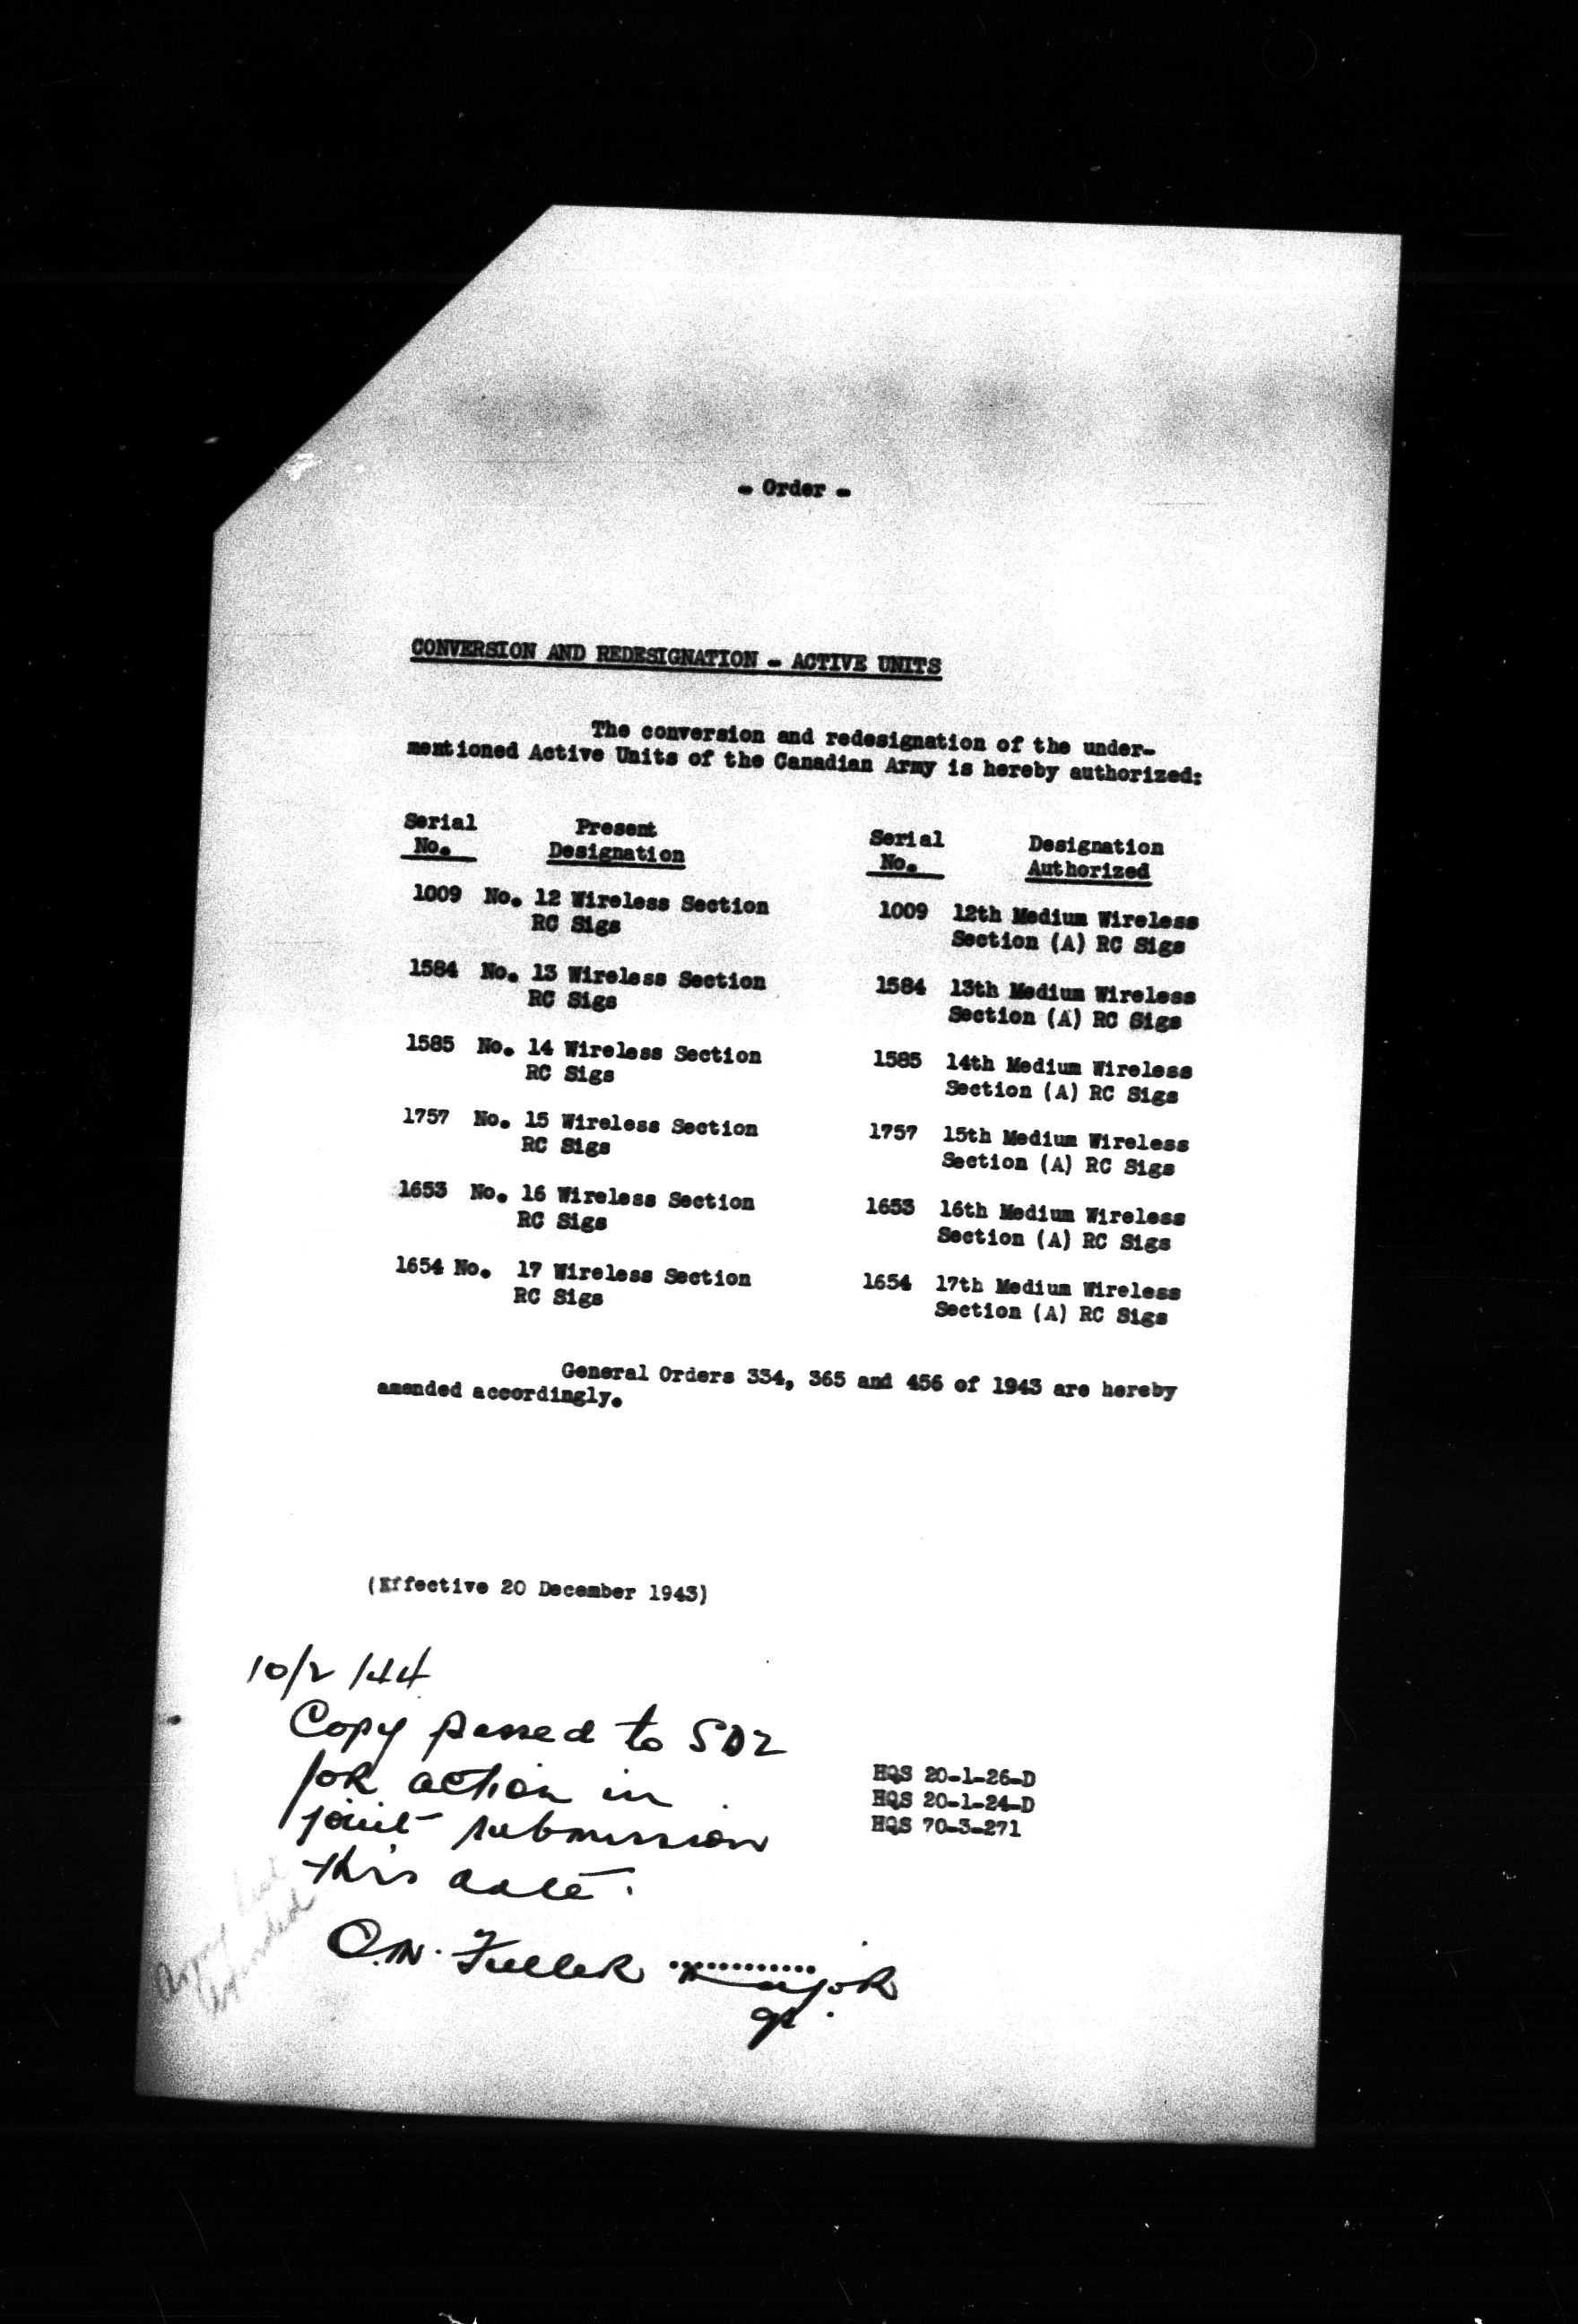 - Order -
CONVERSION AND REDESIGNATION - ACTIVE UNITS
The conversion and redesignation of the under-
mentioned Active Units of the Canadian Army is hereby authorized:
Serial Present Serial Designation
No. Designation No. Authorized
1009 No. 12 Wireless Section 1009 12th Medium Wireless
RC Sigs Section (A) RC Sigs
1584 No. 13 Wireless Section 1584 13th Medium Wireless
RC Sigs Section (A) RC Sigs
1585 No. 14 Wireless Section 1585 14th Medium Wireless
RC Sigs Section (A) RC Sigs
1757 No. 15 Wireless Section 1757 15th Medium Wireless
RC Sigs Section (A) RC Sigs
1653 No. 16 Wireless Section 1653 16th Medium Wireless
RC Sigs Section (A) RC Sigs
1654 No. 17 Wireless Section 1654 17th Medium Wireless
RC Sigs Section (A) RC Sigs
General Orders 334, 365 and 456 of 1943 are hereby
amended accordingly.
(Effective 20 December 1943)
10/2/44
Copy passed to SD2
for action in
joint submission
this date.
O.M. Fuller Major
HQS 20-1-26-D
HQS 20-1-24-D
HQS 70-3-271